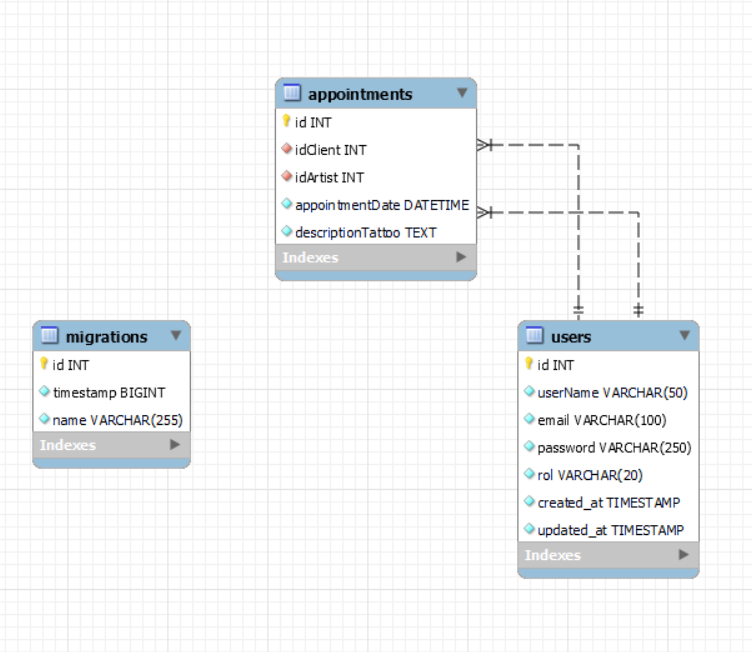 appointments
id INT
idClient INT
idArtist INT
appointmentDate DATETIME
descriptionTattoo TEXT
Indexes
migrations
id INT
timestamp BIGINT
name VARCHAR(255)
Indexes
users
id INT
userName VARCHAR(50)
email VARCHAR(100)
password VARCHAR(250)
rol VARCHAR(20)
created_at TIMESTAMP
updated_at TIMESTAMP
Indexes